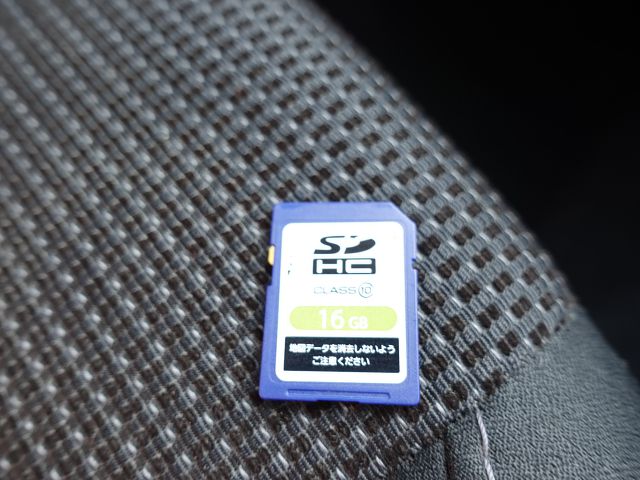 SD
HC
CLASS 10
16 GB
地図データを消去しないよう
ご注意ください